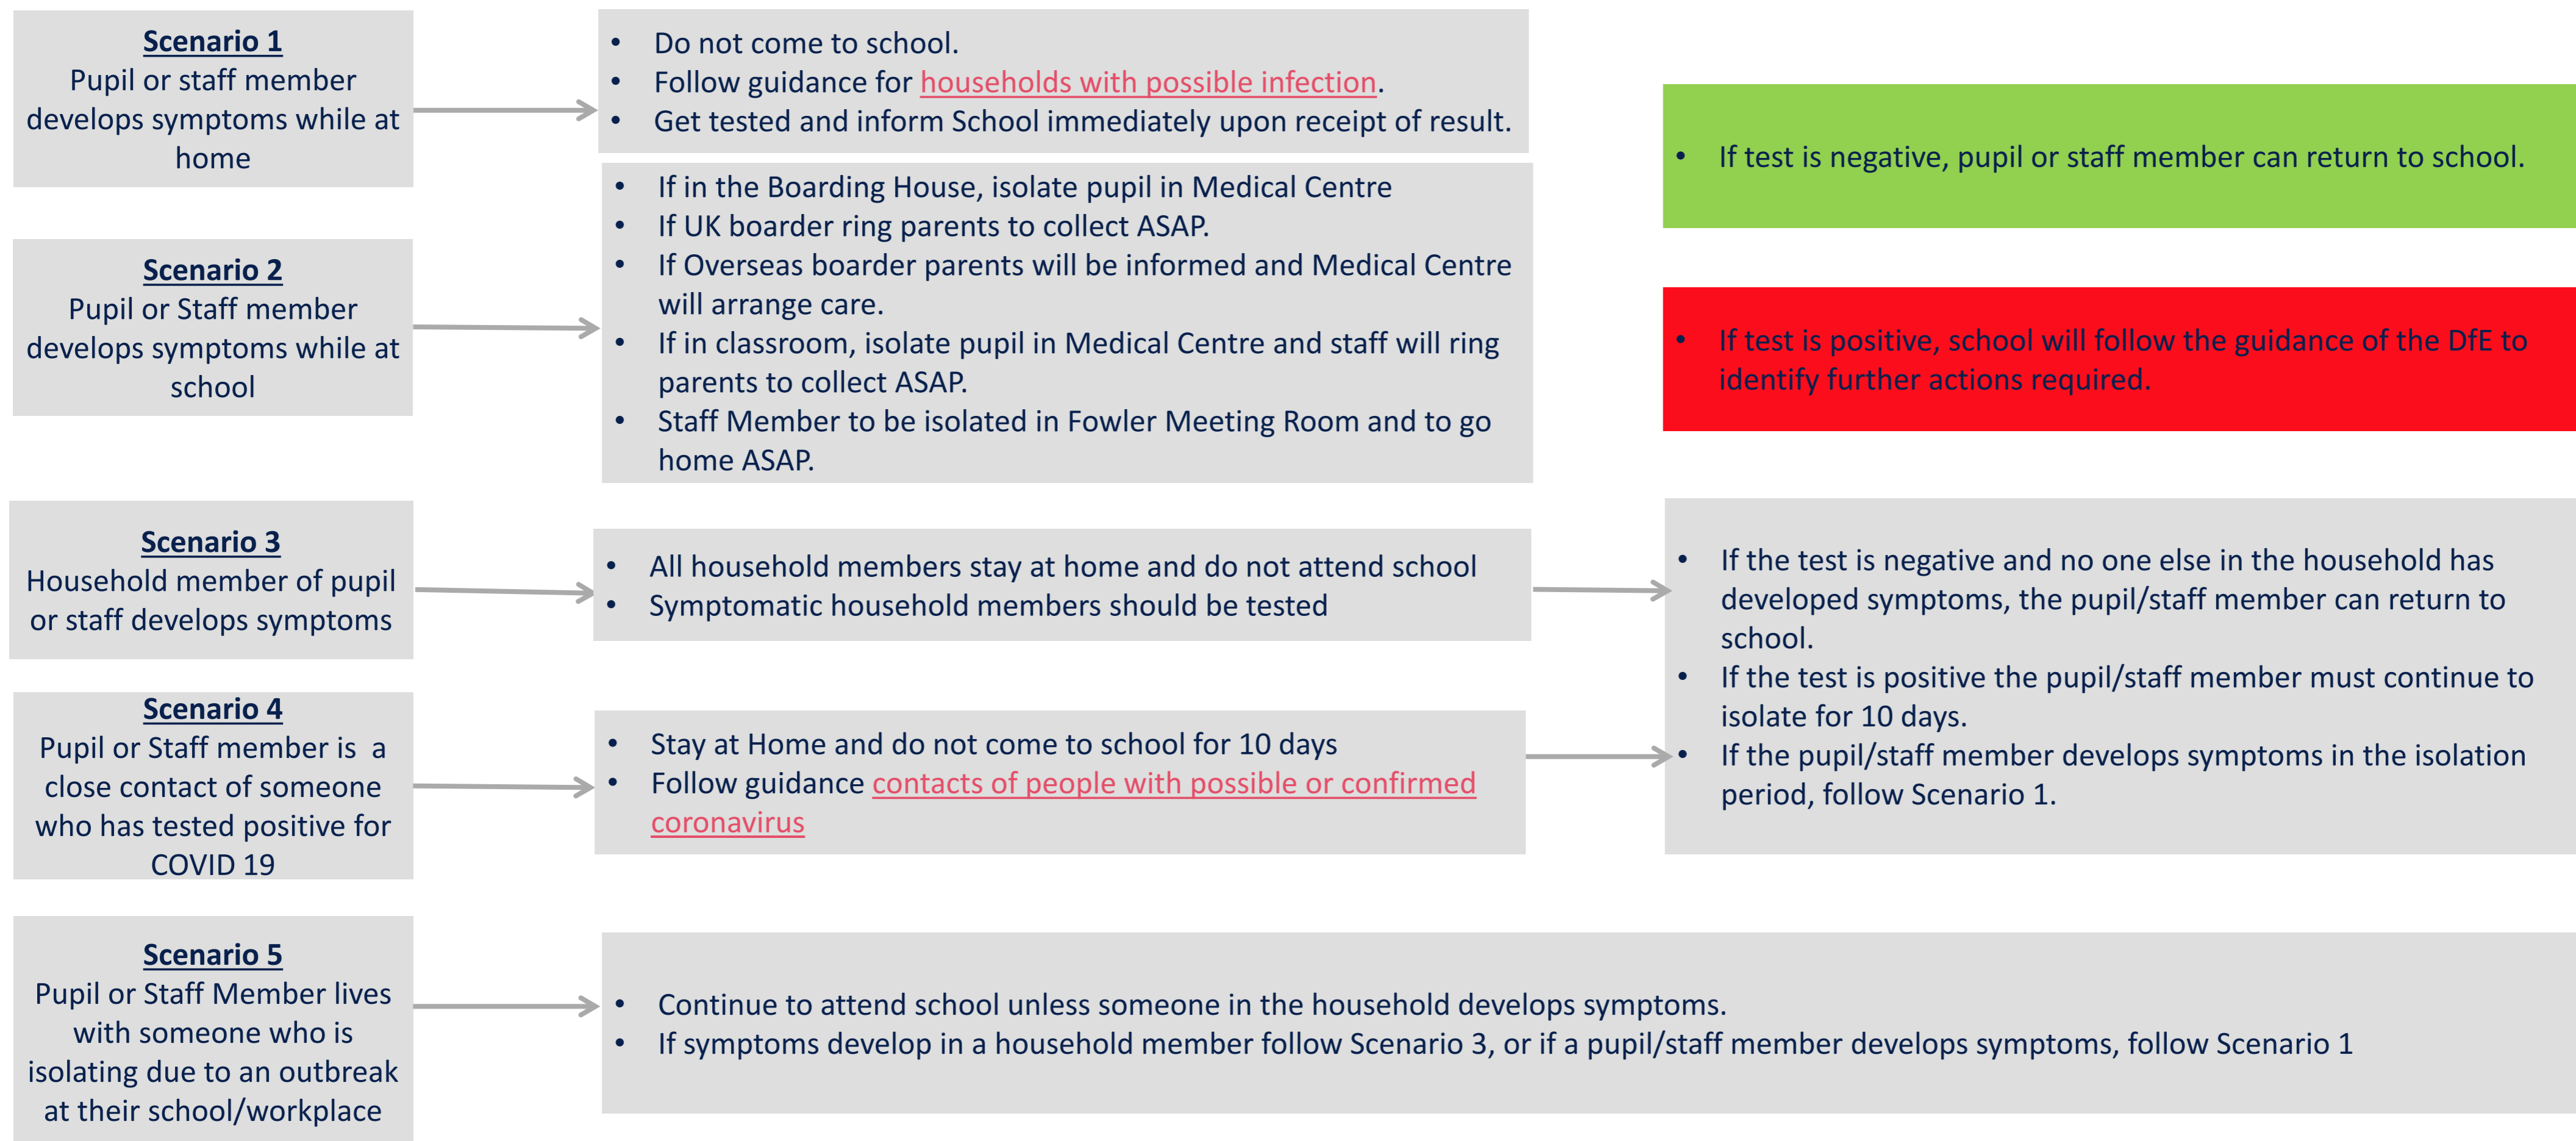 Scenario 1
Pupil or staff member
develops symptoms while at
home
• Do not come to school.
• Follow guidance for households with possible infection.
• Get tested and inform School immediately upon receipt of result.
Scenario 2
Pupil or Staff member
develops symptoms while at
school
• If in the Boarding House, isolate pupil in Medical Centre
• If UK boarder ring parents to collect ASAP.
• If Overseas boarder parents will be informed and Medical Centre
will arrange care.
• If in classroom, isolate pupil in Medical Centre and staff will ring
parents to collect ASAP.
• Staff Member to be isolated in Fowler Meeting Room and to go
home ASAP.
• If test is negative, pupil or staff member can return to school.
• If test is positive, school will follow the guidance of the DfE to
identify further actions required.
Scenario 3
Household member of pupil
or staff develops symptoms
• All household members stay at home and do not attend school
• Symptomatic household members should be tested
Scenario 4
Pupil or Staff member is a
close contact of someone
who has tested positive for
COVID 19
• Stay at Home and do not come to school for 10 days
• Follow guidance contacts of people with possible or confirmed
coronavirus
• If the test is negative and no one else in the household has
developed symptoms, the pupil/staff member can return to
school.
• If the test is positive the pupil/staff member must continue to
isolate for 10 days.
• If the pupil/staff member develops symptoms in the isolation
period, follow Scenario 1.
Scenario 5
Pupil or Staff Member lives
with someone who is
isolating due to an outbreak
at their school/workplace
• Continue to attend school unless someone in the household develops symptoms.
• If symptoms develop in a household member follow Scenario 3, or if a pupil/staff member develops symptoms, follow Scenario 1